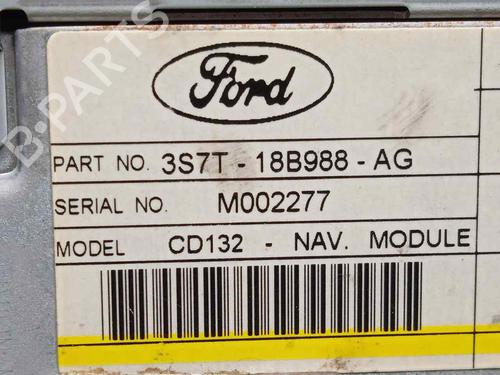 B-PARTS
Ford
PART NO. 3S7T - 18B988 - AG
SERIAL NO. M002277
MODEL CD132 - NAV. MODULE